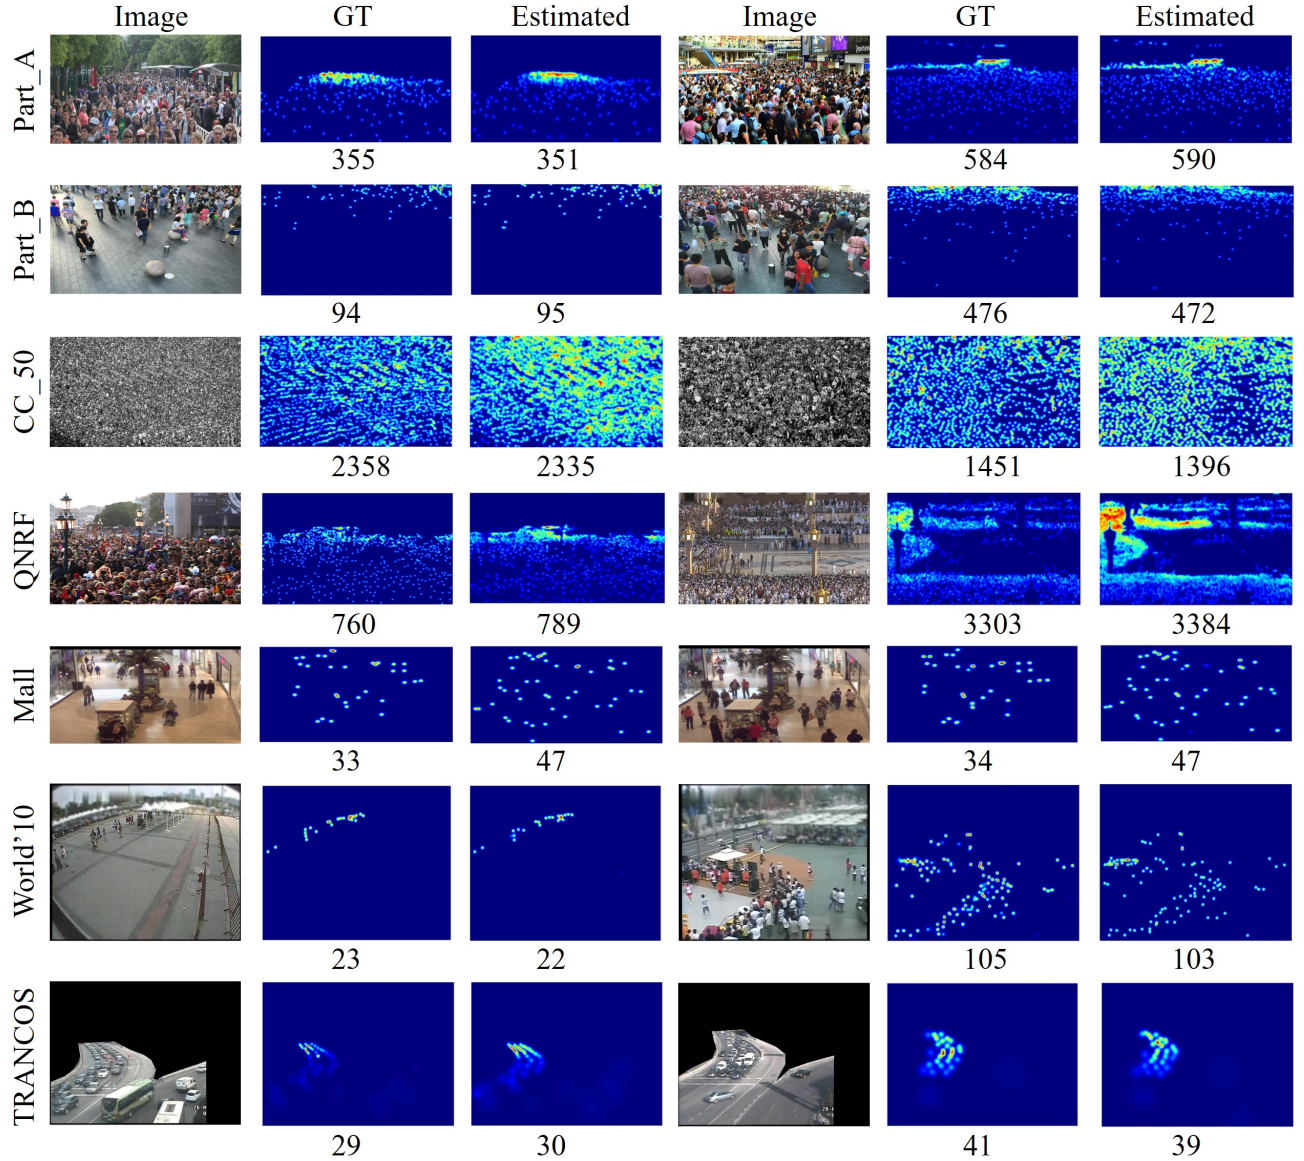 Image GT Estimated Image GT Estimated
Part_A
355 351 584 590
Part_B
94 95 476 472
CC_50
2358 2335 1451 1396
QNRF
760 789 3303 3384
Mall
33 47 34 47
World'10
23 22 105 103
TRANCOS
29 30 41 39